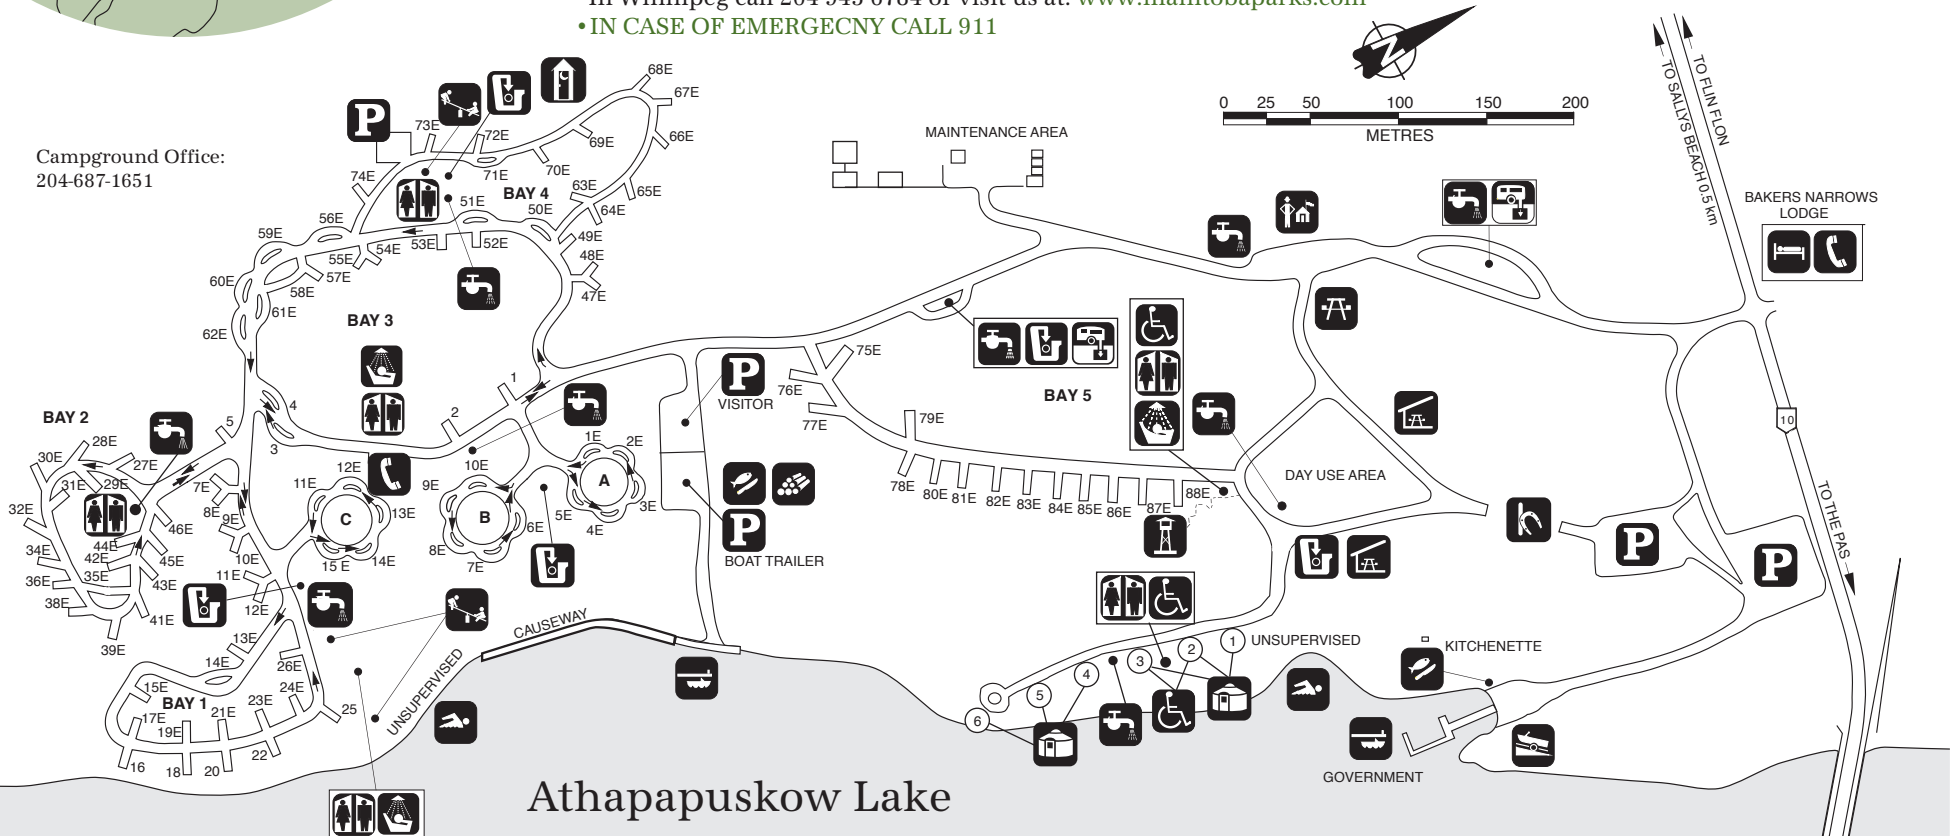 In Winnipeg call 204-945-6784 or visit us at: www.manitobaparks.com
• IN CASE OF EMERGECNY CALL 911
Campground Office:
204-687-1651
N
0 25 50 100 150 200
METRES
TO SALLYS BEACH 0.5 km
TO FLIN FLON
BAKERS NARROWS
LODGE
MAINTENANCE AREA
P
68E
67E
66E
73E
72E
69E
70E
71E
74E
BAY 4
63E
65E
64E
51E
50E
56E
59E
49E
53E
52E
54E
48E
55E
57E
60E
58E
47E
61E
BAY 3
62E
1
2
4
3
5
BAY 2
28E
27E
30E
29E
31E
32E
46E
44E
34E
42E
45E
35E
36E
43E
38E
41E
39E
7E
8E
9E
10E
11E
12E
13E
14E
15E
BAY 1
17E
19E
21E
23E
24E
26E
25
22
20
18
16
12E
11E
C
13E
14E
15 E
10E
9E
B
6E
8E
7E
1E
2E
A
3E
5E
4E
P
VISITOR
P
BOAT TRAILER
75E
76E
77E
79E
78E
80E
81E
82E
83E
84E
85E
86E
87E
88E
BAY 5
DAY USE AREA
P
P
10
TO THE PAS
CAUSEWAY
UNSUPERVISED
1
2
3
4
5
6
UNSUPERVISED
KITCHENETTE
GOVERNMENT
Athapapuskow Lake